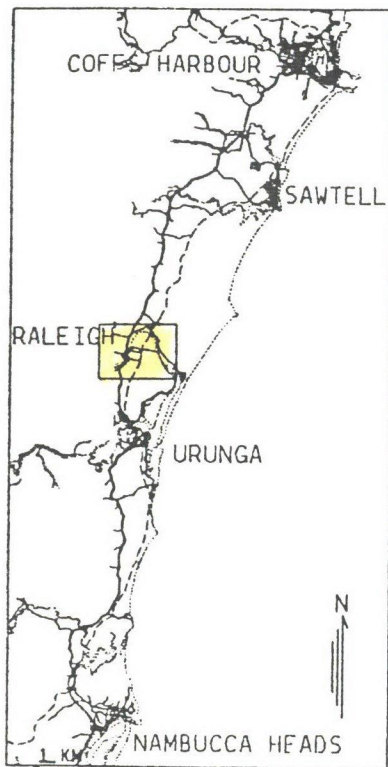 COFFS HARBOUR
SAWTELL
RALEIGH
URUNGA
N
NAMBUCCA HEADS
1 KM